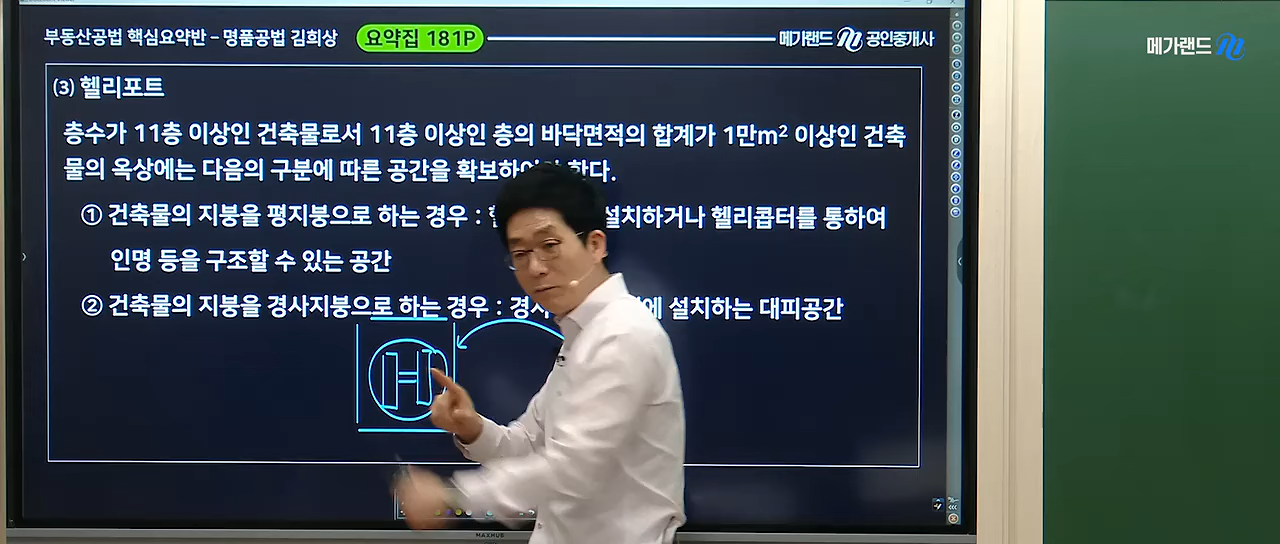 부동산공법 핵심요약반 – 명품공법 김희상
요약집 181P
메가랜드 공인중개사
메가랜드
(3) 헬리포트
층수가 11층 이상인 건축물로서 11층 이상인 층의 바닥면적의 합계가 1만m² 이상인 건축
물의 옥상에는 다음의 구분에 따른 공간을 확보하 한다.
① 건축물의 지붕을 평지붕으로 하는 경우 : 설치하거나 헬리콥터를 통하여
인명 등을 구조할 수 있는 공간
② 건축물의 지붕을 경사지붕으로 하는 경우 : 설치하는 대피공간
H
MAXHUB